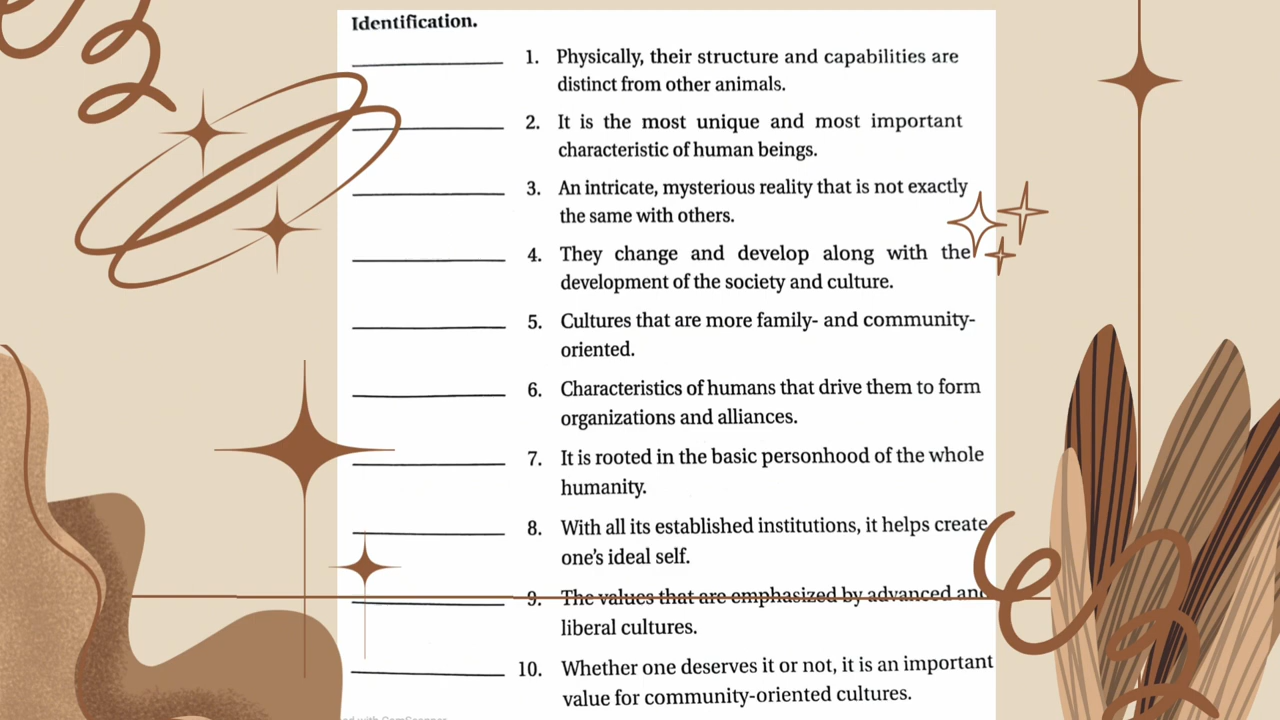 Identification.
1. Physically, their structure and capabilities are
distinct from other animals.
2. It is the most unique and most important
characteristic of human beings.
3. An intricate, mysterious reality that is not exactly
the same with others.
4. They change and develop along with the
development of the society and culture.
5. Cultures that are more family- and community-
oriented.
6. Characteristics of humans that drive them to form
organizations and alliances.
7. It is rooted in the basic personhood of the whole
humanity.
8. With all its established institutions, it helps create
one's ideal self.
9. The values that are emphasized by advanced and
liberal cultures.
10. Whether one deserves it or not, it is an important
value for community-oriented cultures.